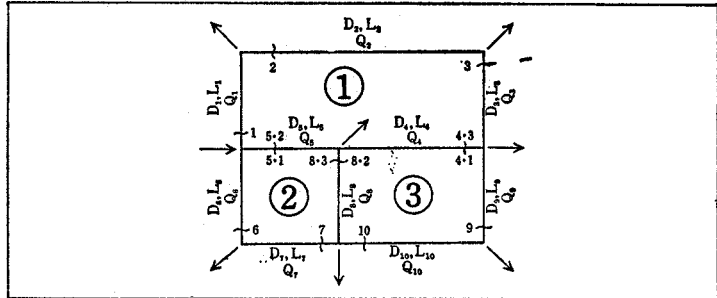 D₂, L₂
Q₂
2
3
D₁, L₁
Q₁
①
D₃, L₃
Q₃
1
D₅, L₅
Q₅
5·2
D₄, L₄
Q₄
4·3
5·1
8·3
8·2
4·1
D₆, L₆
Q₆
②
D₈, L₈
Q₈
③
D₉, L₉
Q₉
6
7
10
9
D₇, L₇
Q₇
D₁₀, L₁₀
Q₁₀